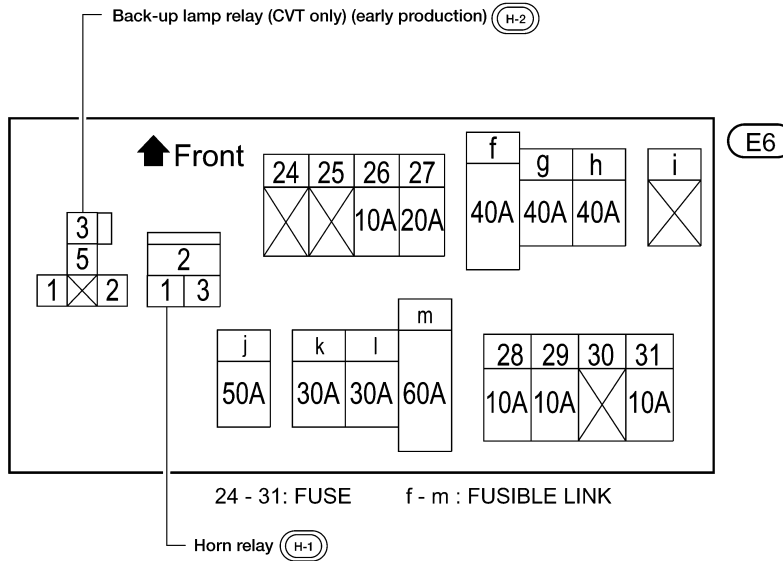 Back-up lamp relay (CVT only) (early production) H-2
E6
Front
24 25 26 27
10A 20A
f g h i
40A 40A 40A
3
5
1 2
2
1 3
j k l m
50A 30A 30A 60A
28 29 30 31
10A 10A 10A
24 - 31: FUSE f - m : FUSIBLE LINK
Horn relay H-1